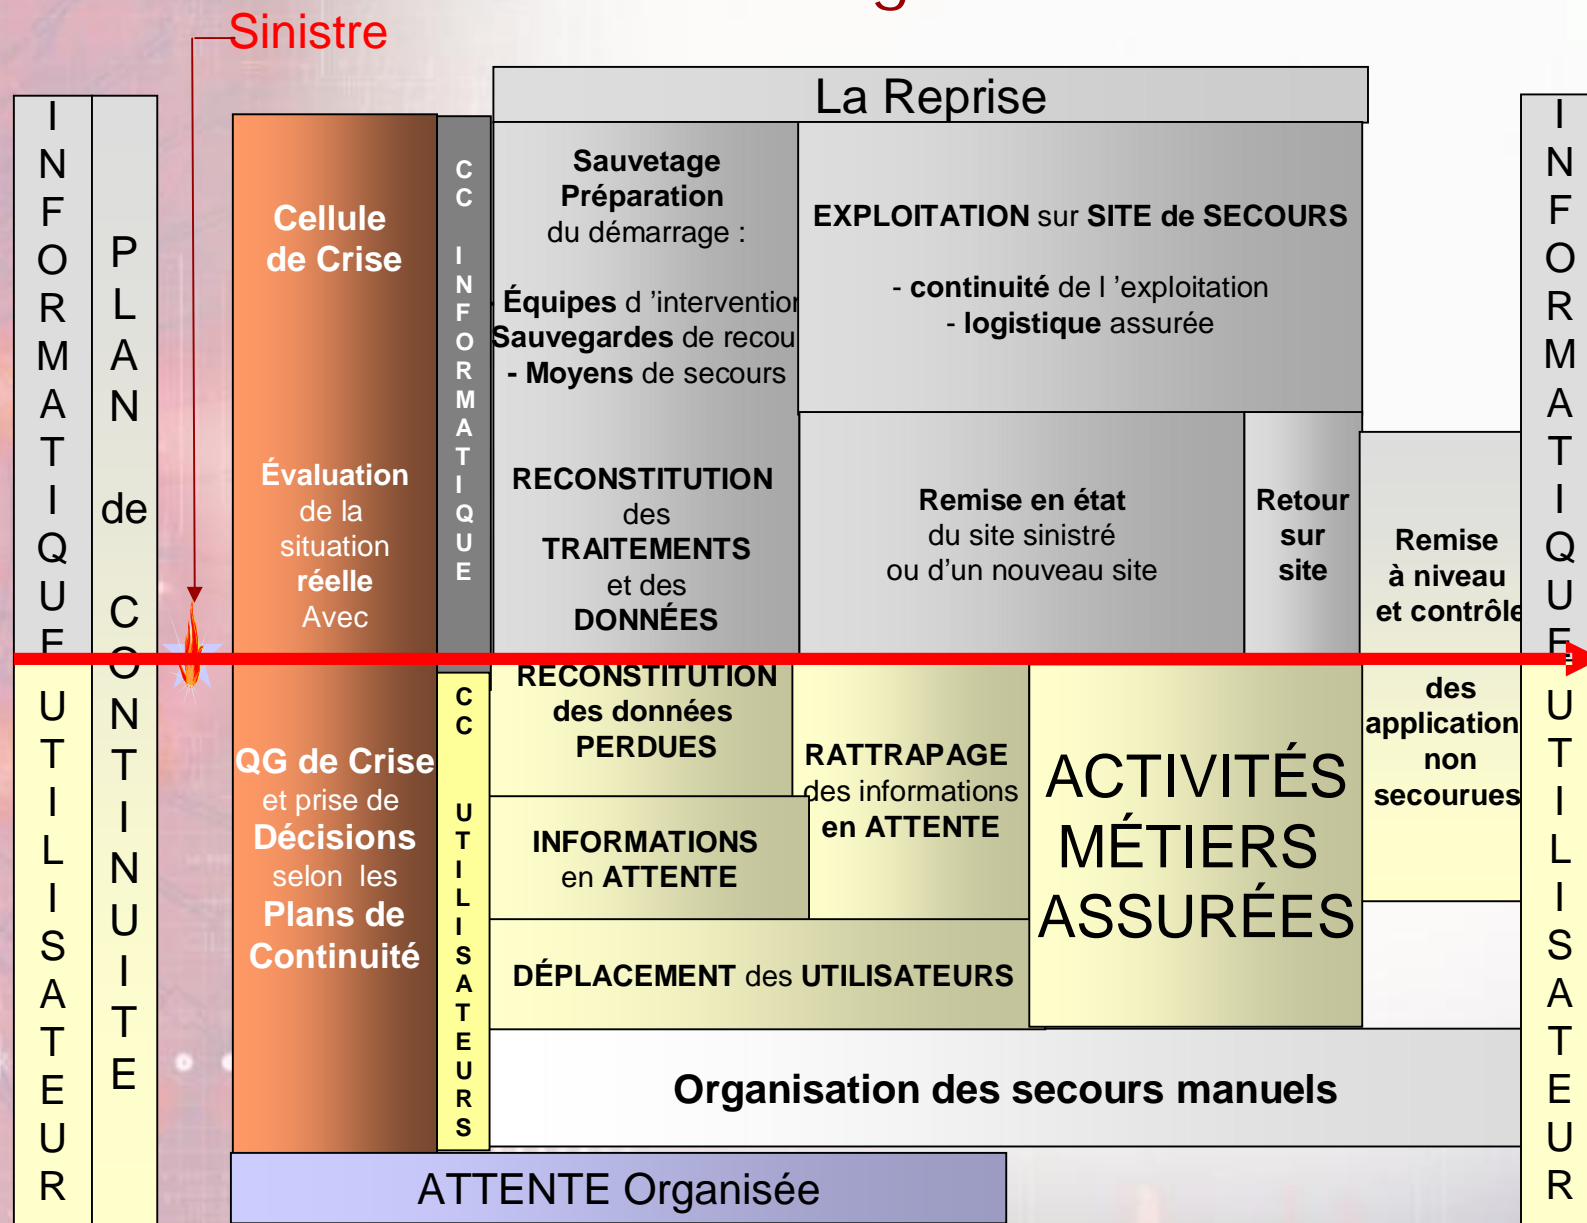 Sinistre
La Reprise
INFORMATIQUE
UTILISATEUR
PLAN de CONTINUITE
Cellule
de Crise
Évaluation
de la
situation
réelle
Avec
QG de Crise
et prise de
Décisions
selon les
Plans de
Continuité
CC INFORMATIQUE
CC UTILISATEURS
Sauvetage
Préparation
du démarrage :
- Équipes d ’intervention
Sauvegardes de recou
- Moyens de secours
RECONSTITUTION
des
TRAITEMENTS
et des
DONNÉES
EXPLOITATION sur SITE de SECOURS
- continuité de l ’exploitation
- logistique assurée
Remise en état
du site sinistré
ou d’un nouveau site
Retour
sur
site
Remise
à niveau
et contrôle
des
application
non
secourues
RECONSTITUTION
des données
PERDUES
INFORMATIONS
en ATTENTE
RATTRAPAGE
des informations
en ATTENTE
DÉPLACEMENT des UTILISATEURS
ACTIVITÉS
MÉTIERS
ASSURÉES
Organisation des secours manuels
ATTENTE Organisée
INFORMATIQUE
UTILISATEUR